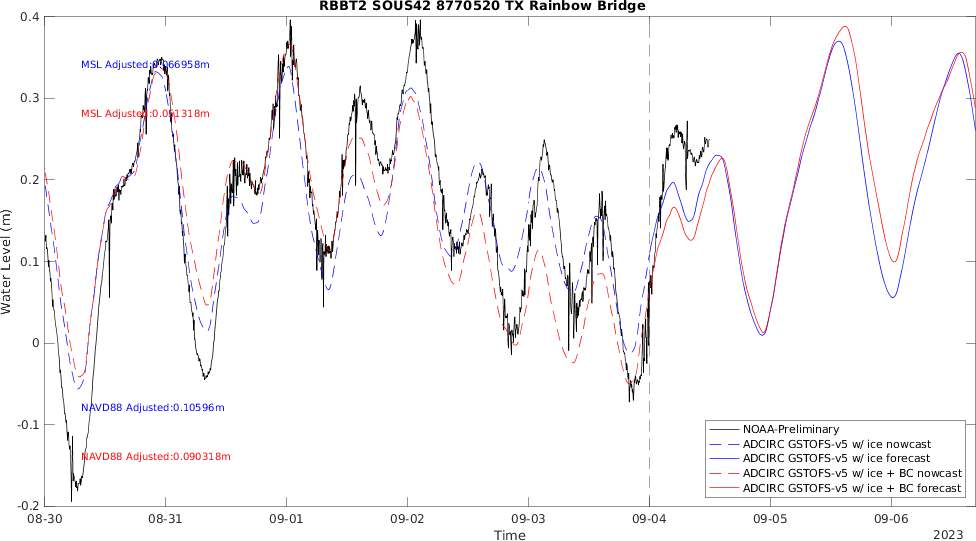 RBBT2 SOUS42 8770520 TX Rainbow Bridge
0.4
0.3
0.2
0.1
0
-0.1
-0.2
Water Level (m)
MSL Adjusted:0.066958m
MSL Adjusted:0.051318m
NAVD88 Adjusted:0.10596m
NAVD88 Adjusted:0.090318m
NOAA-Preliminary
ADCIRC GSTOFS-v5 w/ ice nowcast
ADCIRC GSTOFS-v5 w/ ice forecast
ADCIRC GSTOFS-v5 w/ ice + BC nowcast
ADCIRC GSTOFS-v5 w/ ice + BC forecast
08-30 08-31 09-01 09-02 09-03 09-04 09-05 09-06
Time
2023